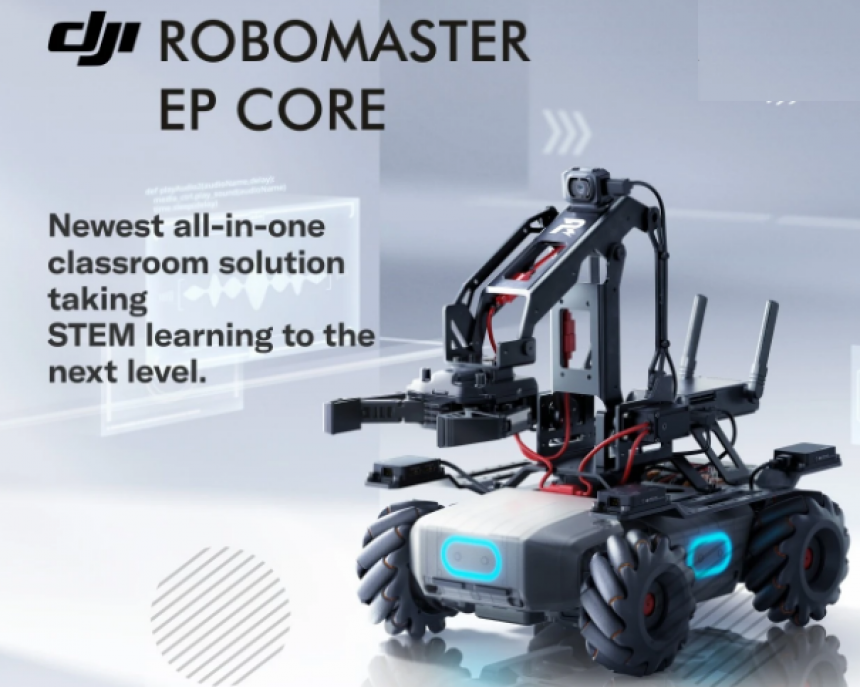 dji ROBOMASTER
EP CORE
Newest all-in-one
classroom solution
taking
STEM learning to the
next level.